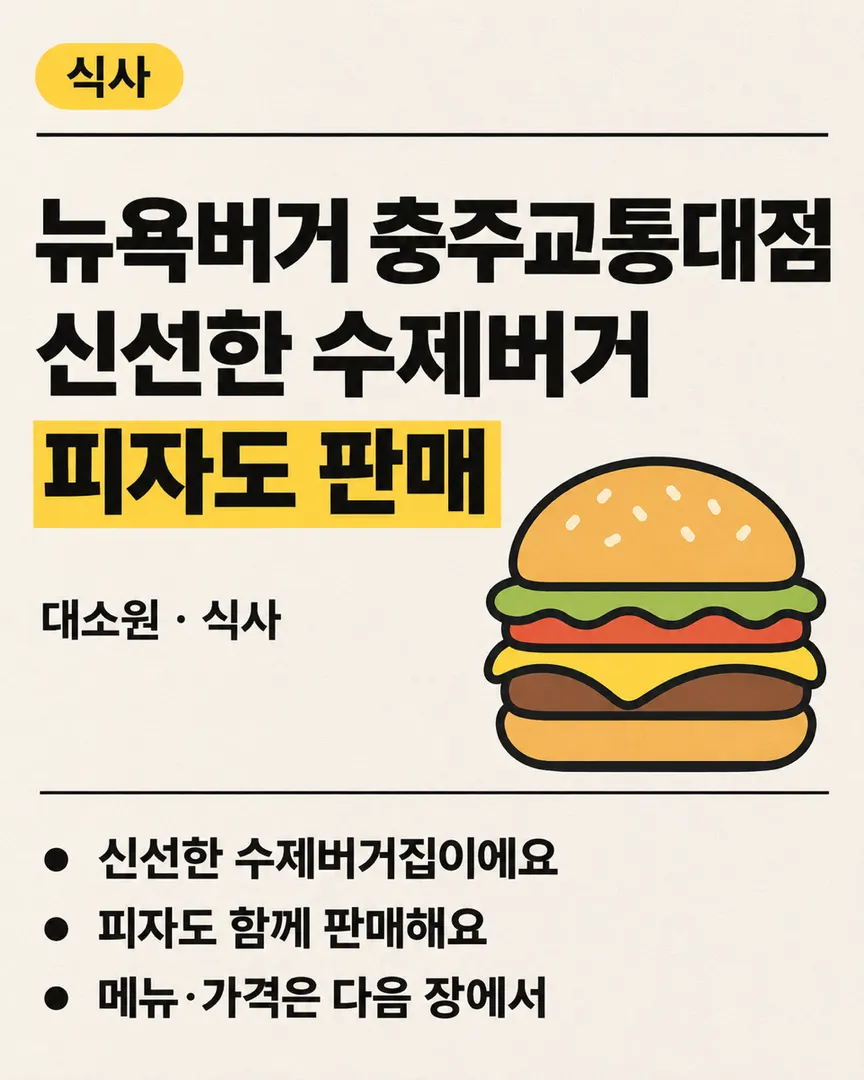 식사
뉴욕버거 충주교통대점
신선한 수제버거
피자도 판매
대소원 · 식사
● 신선한 수제버거집이에요
● 피자도 함께 판매해요
● 메뉴·가격은 다음 장에서